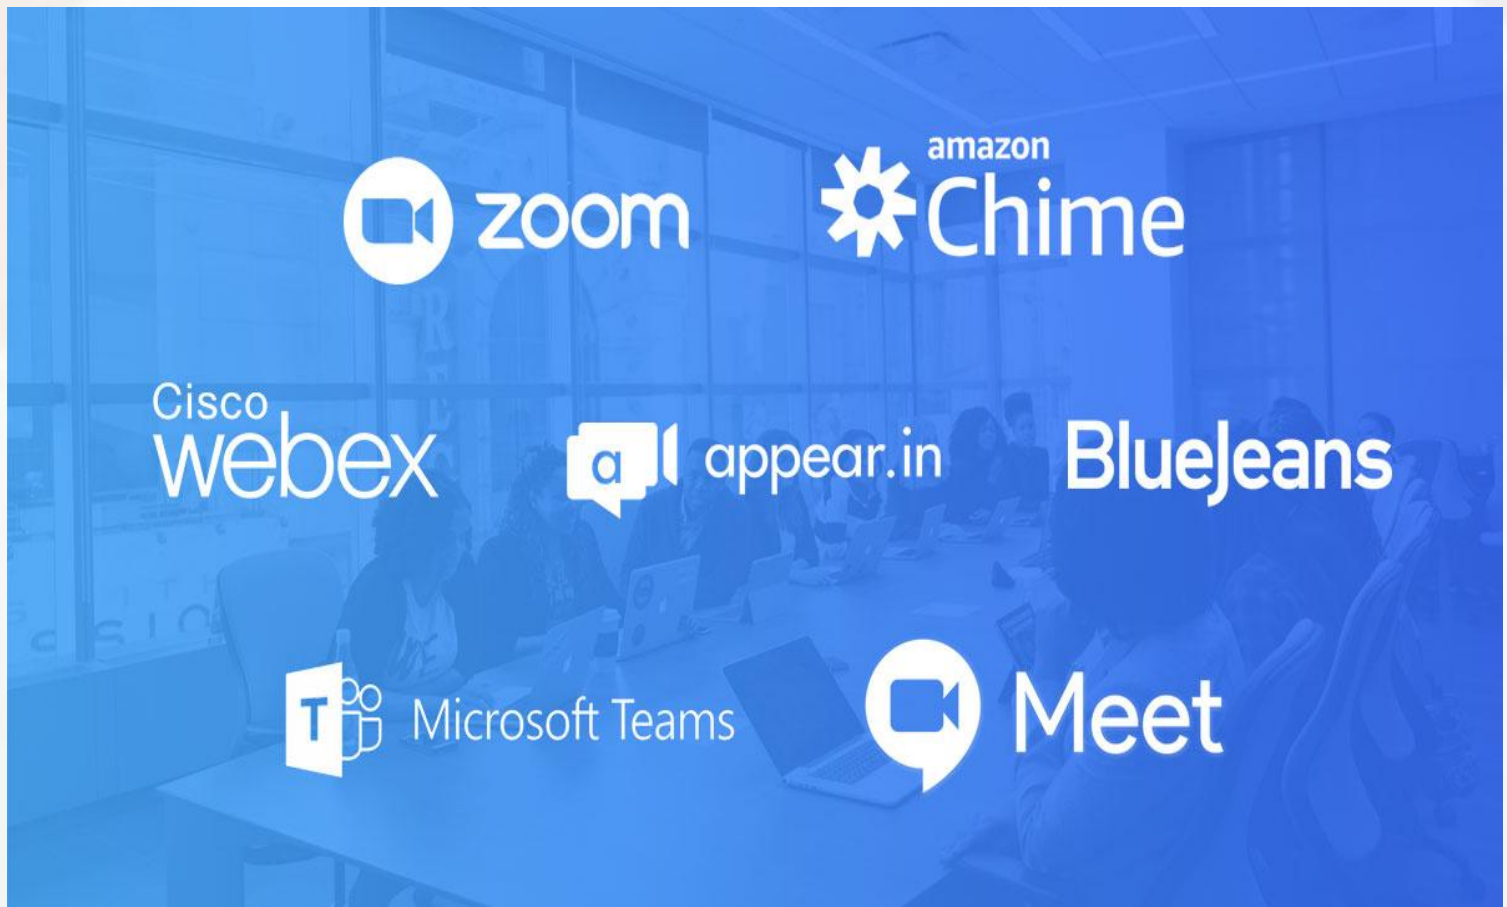 zoom
amazon
Chime
Cisco
webex
a appear.in
BlueJeans
T Microsoft Teams
Meet